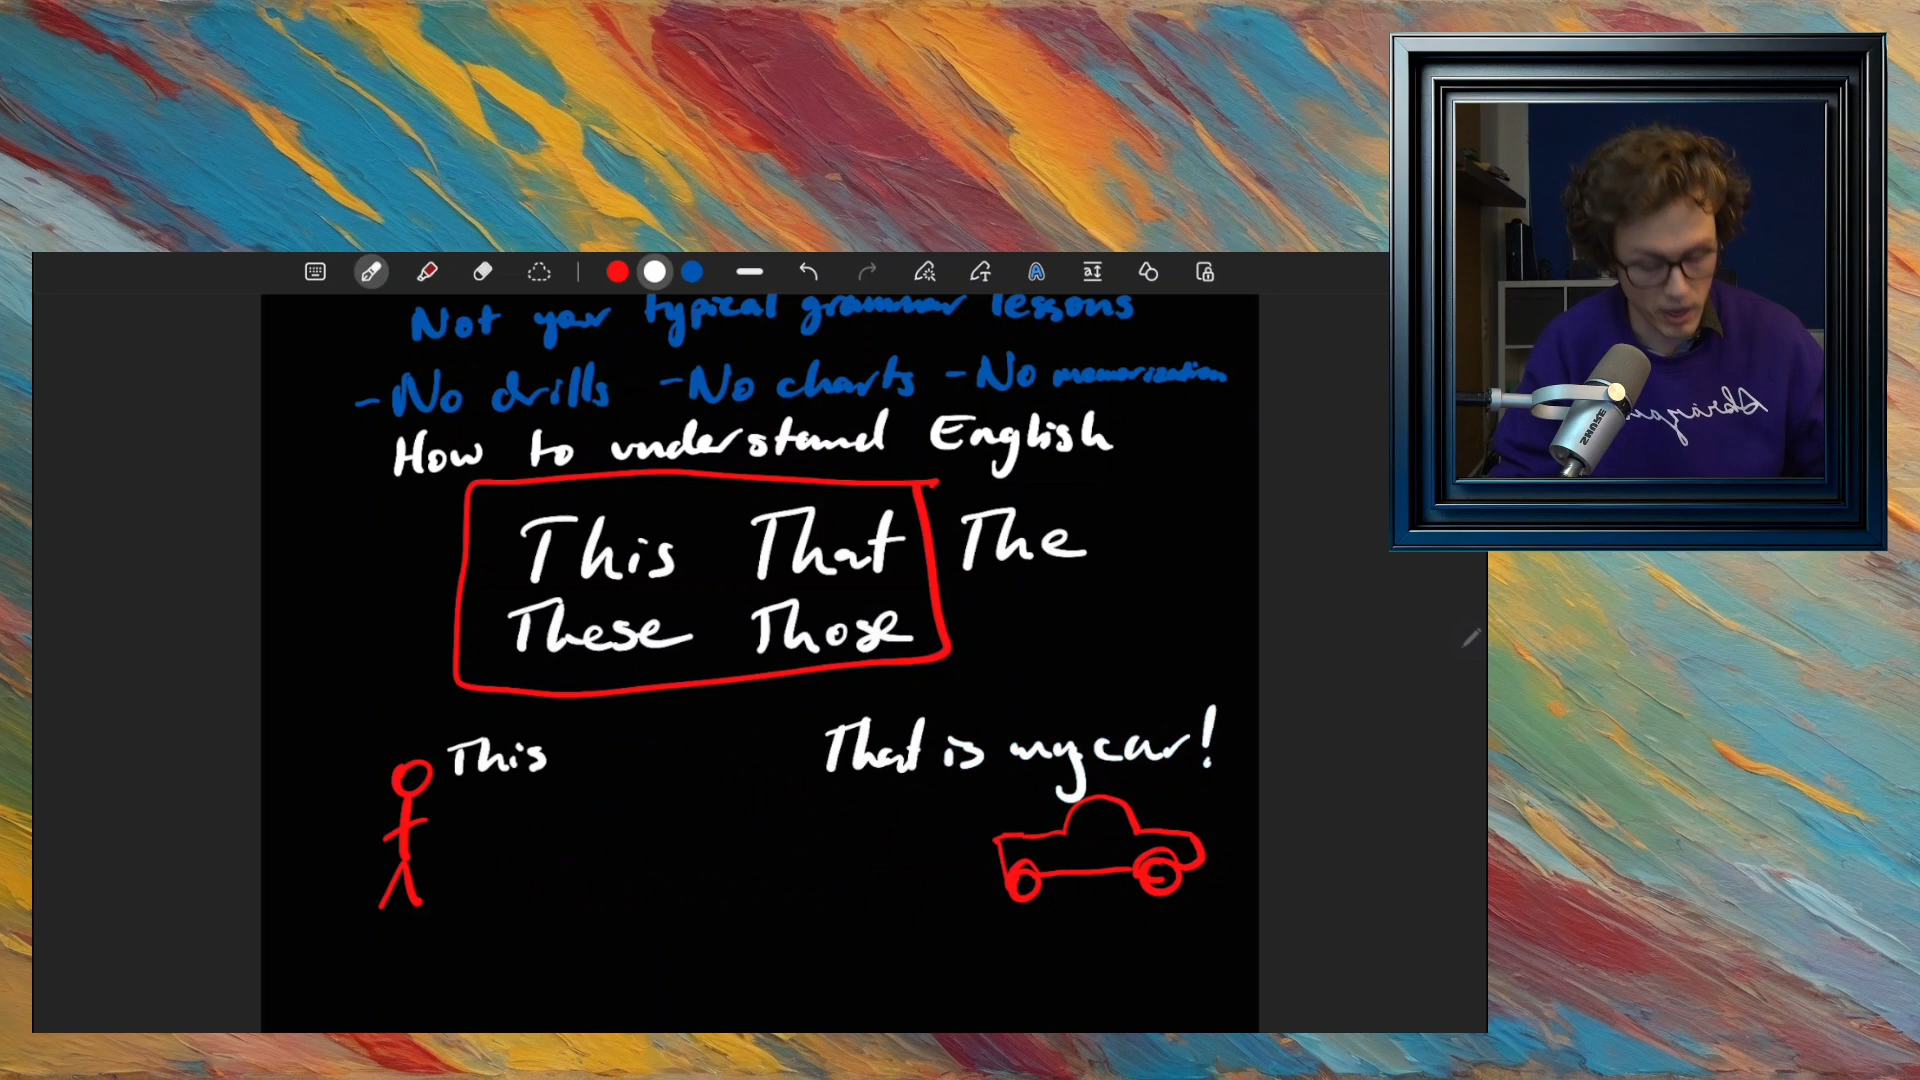 Not your typical grammar lessons
- No drills - No charts - No memorization
How to understand English
This That The
These Those
This That is my car!